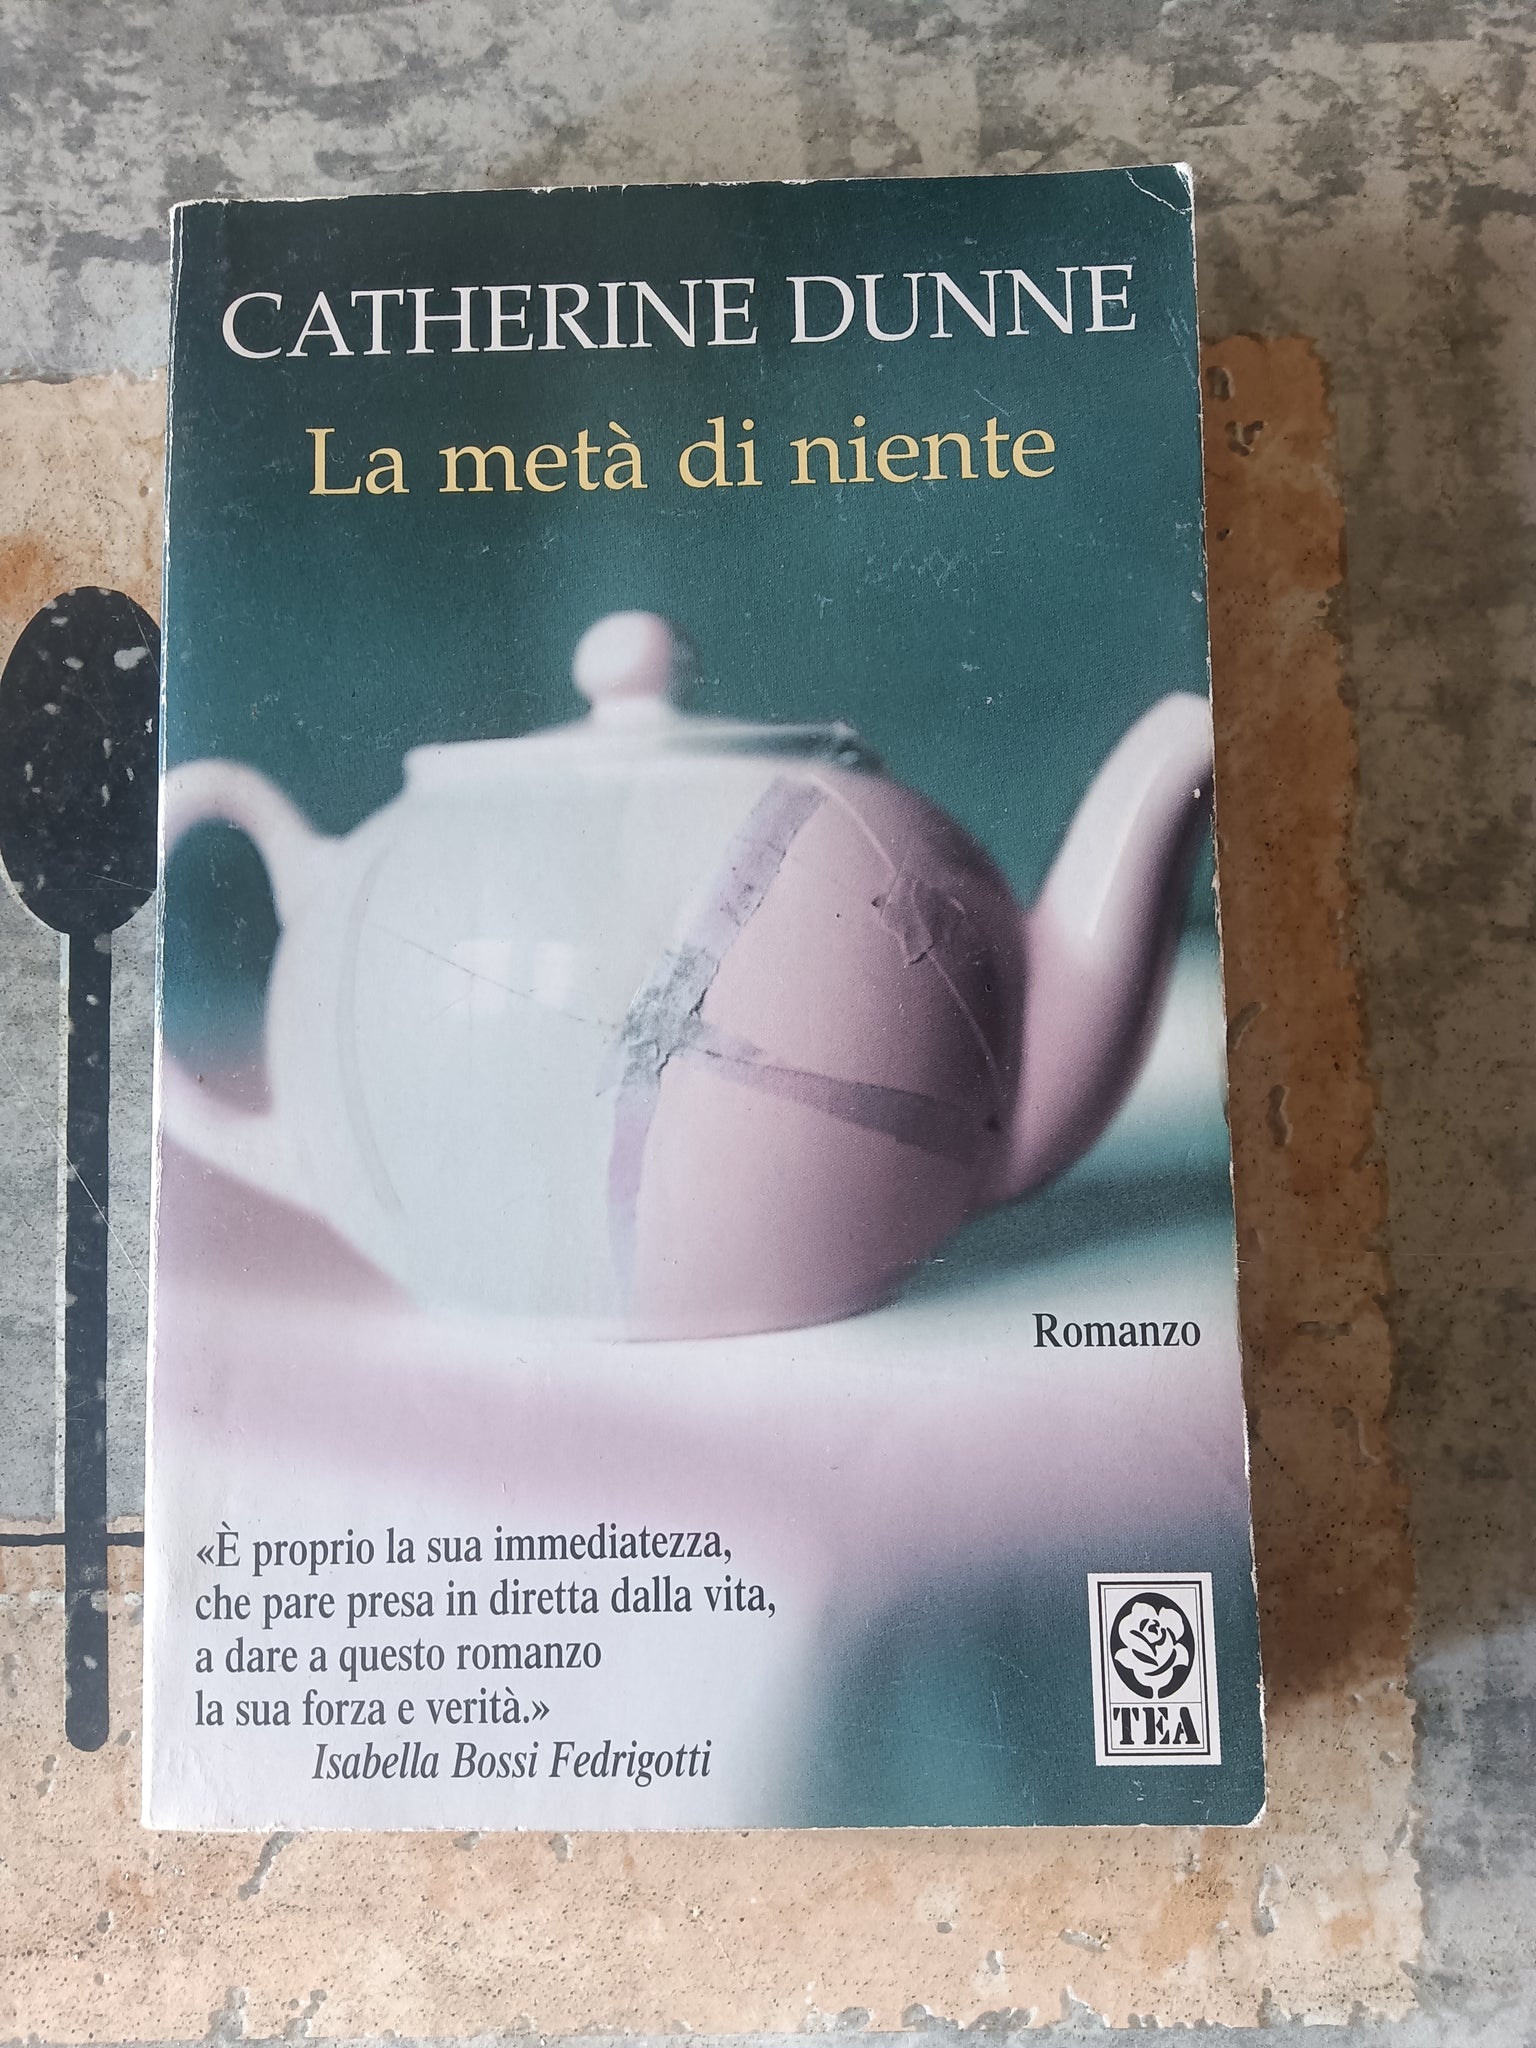 CATHERINE DUNNE
La metà di niente
Romanzo
«È proprio la sua immediatezza,
che pare presa in diretta dalla vita,
a dare a questo romanzo
la sua forza e verità.»
Isabella Bossi Fedrigotti
TEA